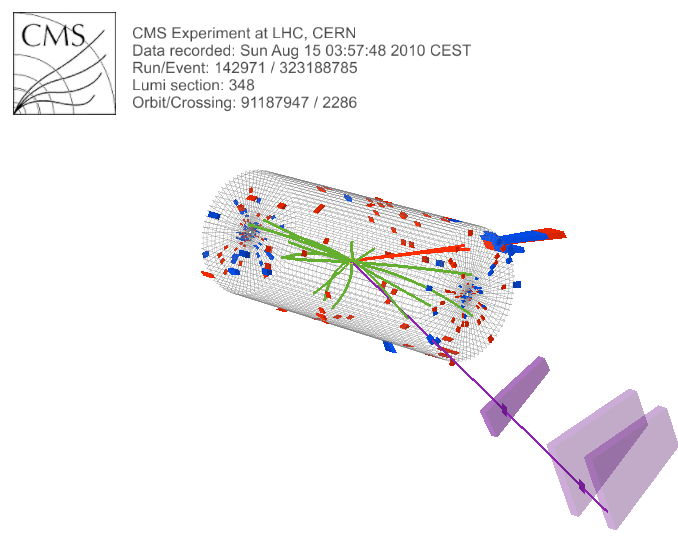 CMS
CMS Experiment at LHC, CERN
Data recorded: Sun Aug 15 03:57:48 2010 CEST
Run/Event: 142971 / 323188785
Lumi section: 348
Orbit/Crossing: 91187947 / 2286